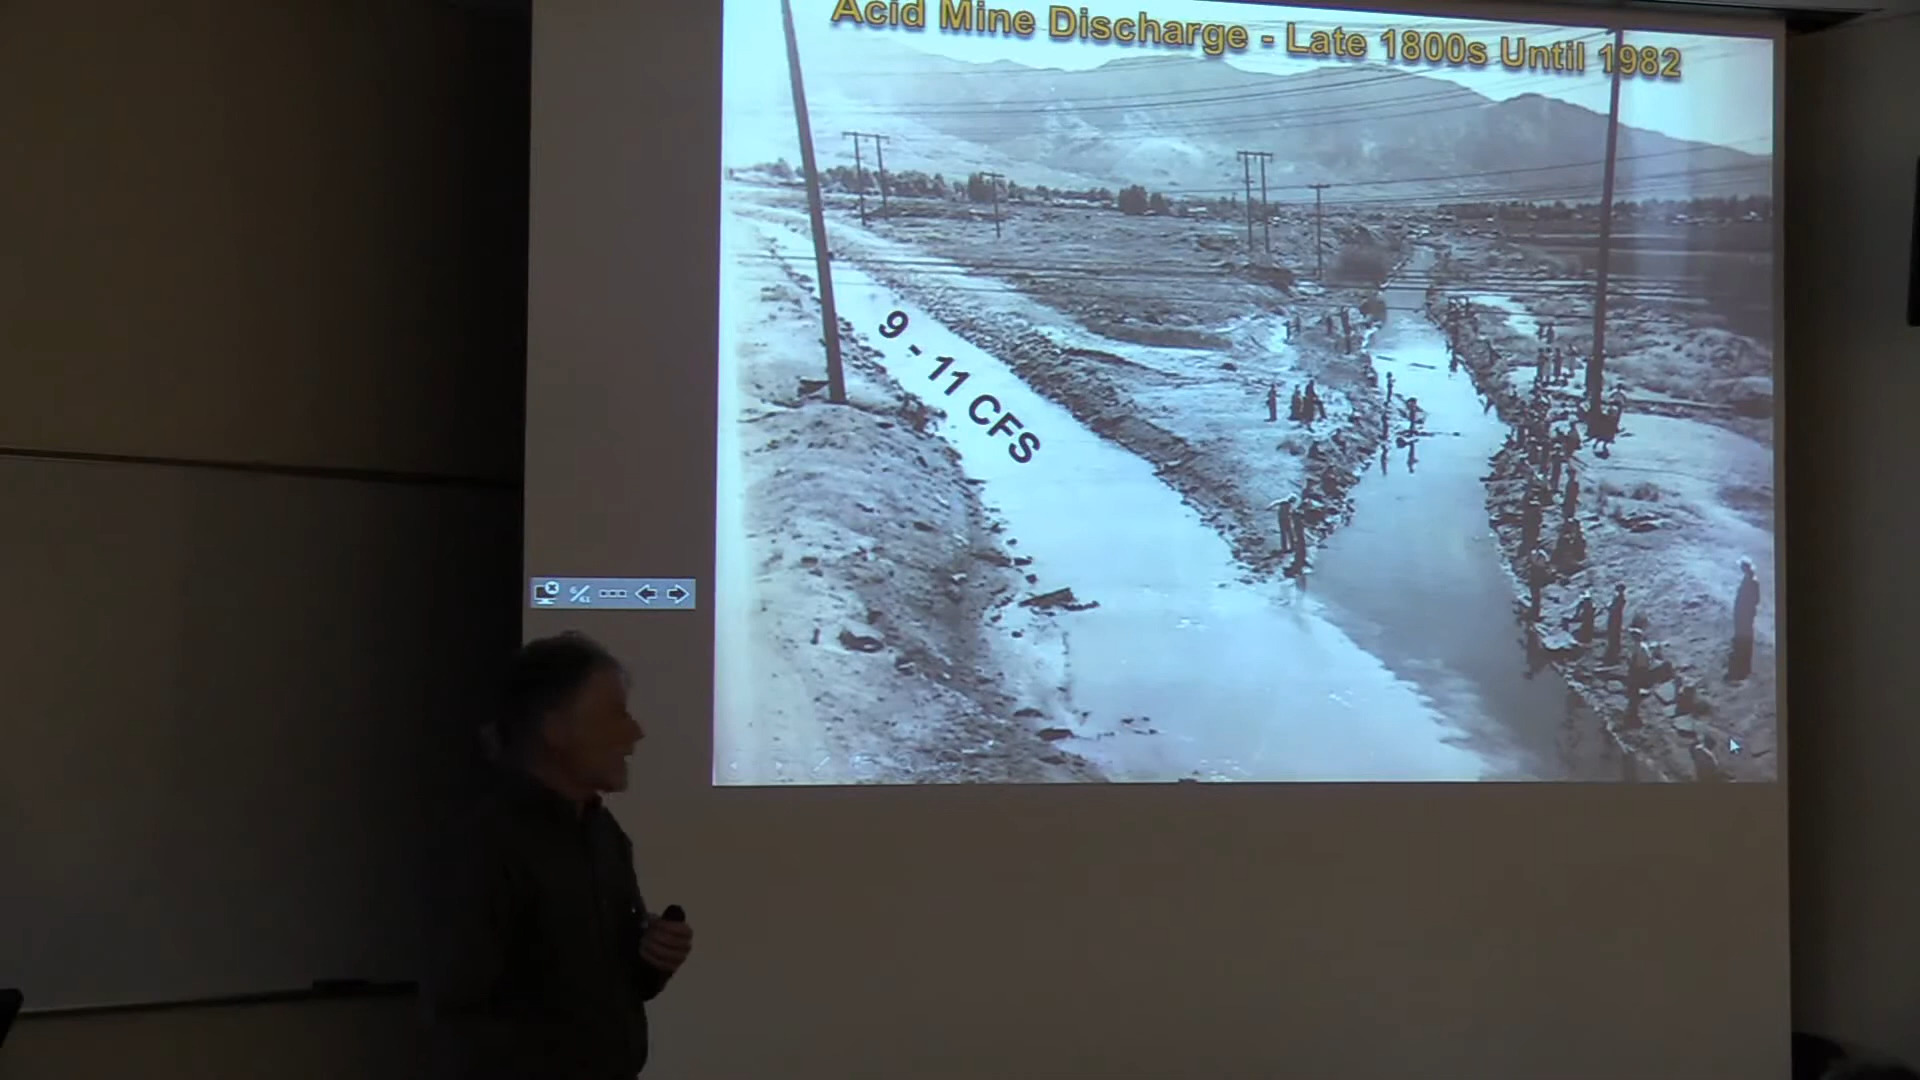 Acid Mine Discharge - Late 1800s Until 1982
9 - 11 CFS